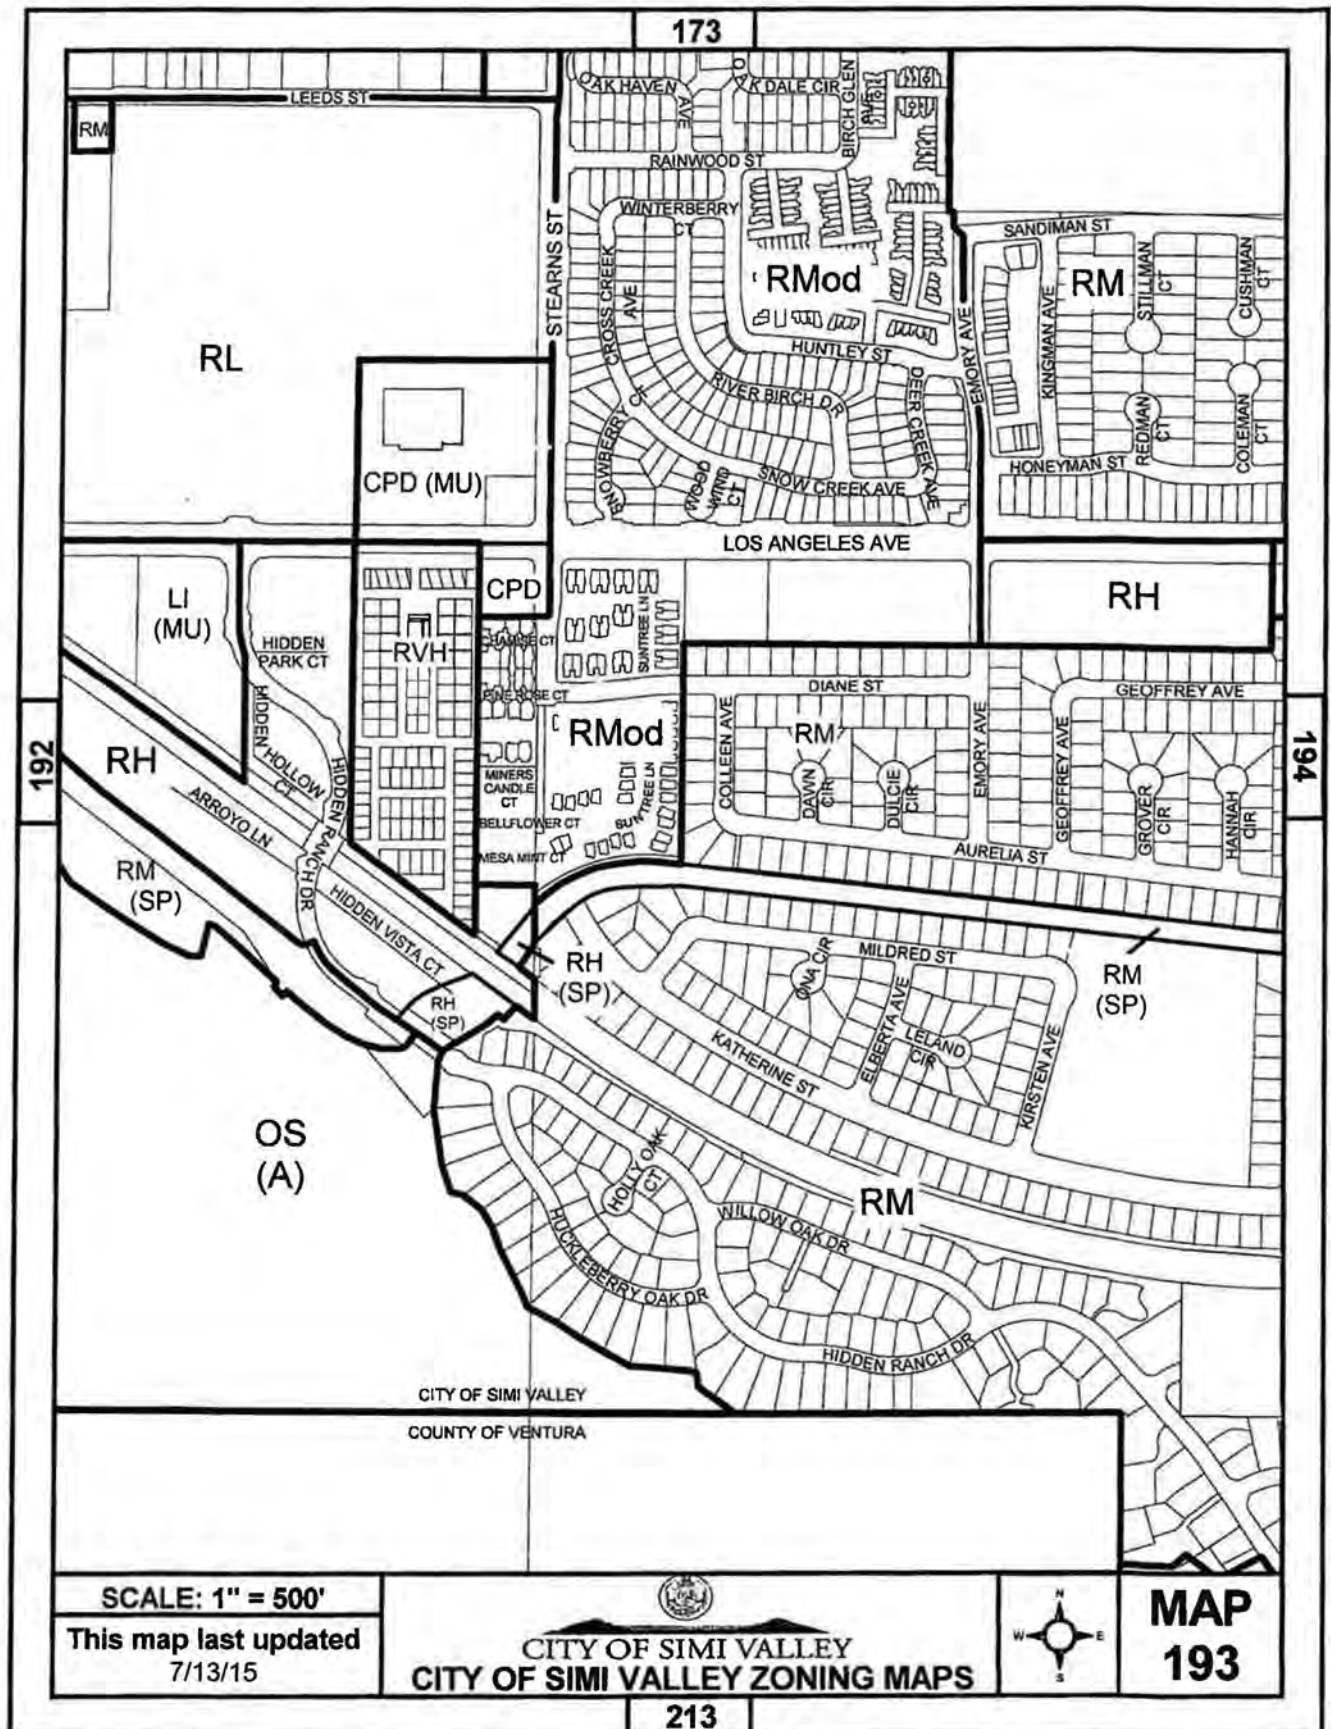 173
LEEDS ST
OAK HAVEN
AVE
OAK DALE CIR
BIRCH GLEN
AVE
RM
RAINWOOD ST
STEARNS ST
WINTERBERRY
CT
CROSS CREEK
AVE
RMod
SANDIMAN ST
RM
STILLMAN
CT
CUSHMAN
CT
KINGMAN AVE
EMORY AVE
RL
HUNTLEY ST
RIVER BIRCH DR
DEER CREEK AVE
REDMAN
CT
COLEMAN
CT
CPD (MU)
SNOWBERRY CT
WOOD
WIND
CT
SNOW CREEK AVE
HONEYMAN ST
LOS ANGELES AVE
LI
(MU)
HIDDEN
PARK CT
RVH
CPD
SUNTREE LN
RH
CHAMISE CT
PINE ROSE CT
HIDDEN
HOLLOW
CT
HIDDEN RANCH DR
RMod
MINERS
CANDLE
CT
BELLFLOWER CT
MESA MINT CT
SUNTREE LN
DIANE ST
COLLEEN AVE
RM
DAWN
CIR
DULCIE
CIR
EMORY AVE
GEOFFREY AVE
GEOFFREY AVE
GROVER
CIR
HANNAH
CIR
AURELIA ST
192
194
RH
ARROYO LN
RM
(SP)
HIDDEN VISTA CT
RH
(SP)
RH
(SP)
MILDRED ST
ONA CIR
ELBERTA AVE
LELAND
CIR
KATHERINE ST
KIRSTEN AVE
RM
(SP)
OS
(A)
HOLLY OAK
CT
HUCKLEBERRY OAK DR
WILLOW OAK DR
RM
HIDDEN RANCH DR
CITY OF SIMI VALLEY
COUNTY OF VENTURA
SCALE: 1" = 500'
This map last updated
7/13/15
CITY OF SIMI VALLEY
CITY OF SIMI VALLEY ZONING MAPS
N
W E
S
MAP
193
213